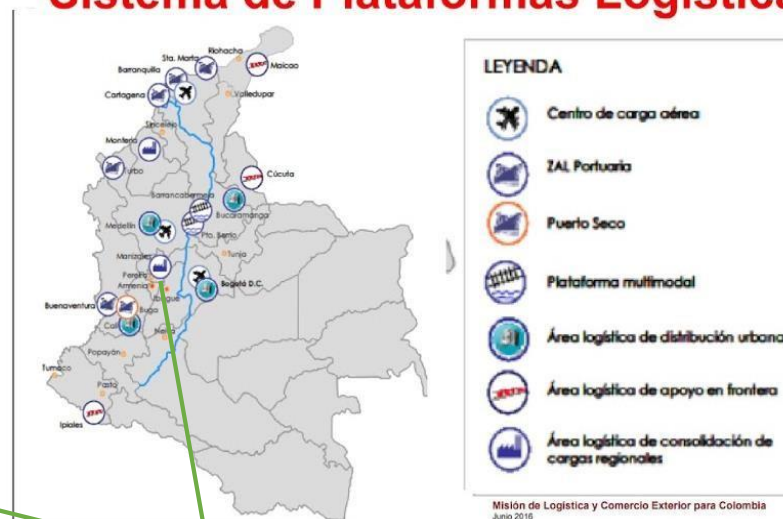 Sistema de Plataformas Logística
Riohacha
Sta. Marta
Maicao
Barranquilla
Cartagena
Valledupar
Sincelejo
Montería
Turbo
Cúcuta
Barrancabermeja
Bucaramanga
Medellín
Pto. Berrio
Tunja
Manizales
Pereira
Armenia
Bogotá D.C.
Ibague
Buenaventura
Buga
Cali
Neiva
Popayán
Tumaco
Pasto
Ipiales
LEYENDA
Centro de carga aérea
ZAL Portuaria
Puerto Seco
Plataforma multimodal
Área logística de distribución urbana
Área logística de apoyo en frontera
Área logística de consolidación de
cargas regionales
Misión de Logística y Comercio Exterior para Colombia
Junio 2016